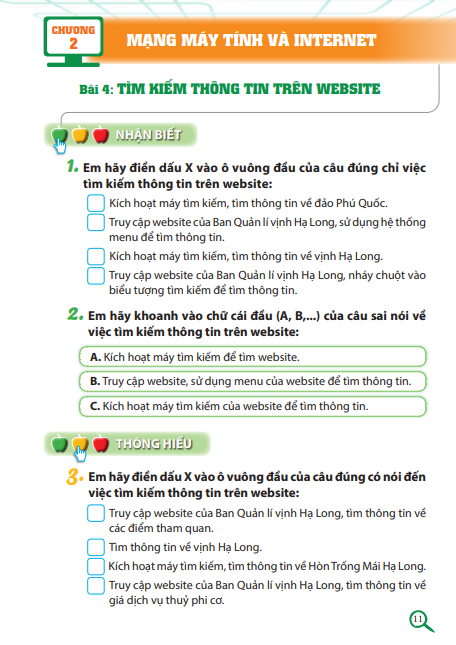 CHƯƠNG
2
MẠNG MÁY TÍNH VÀ INTERNET
Bài 4: TÌM KIẾM THÔNG TIN TRÊN WEBSITE
NHẬN BIẾT
1. Em hãy điền dấu X vào ô vuông đầu của câu đúng chỉ việc
tìm kiếm thông tin trên website:
Kích hoạt máy tìm, tìm thông tin về đảo Phú Quốc.
Truy cập website của Ban Quản lí vịnh Hạ Long, sử dụng hệ thống
menu để tìm thông tin.
Kích hoạt máy tìm kiếm, tìm thông tin về vịnh Hạ Long.
Truy cập website của Ban Quản lí vịnh Hạ Long, nháy chuột vào
biểu tượng tìm kiếm để tìm thông tin.
2. Em hãy khoanh vào chữ cái đầu (A, B,...) của câu sai nói về
việc tìm kiếm thông tin trên website:
A. Kích hoạt máy tìm kiếm để tìm website.
B. Truy cập website, sử dụng menu của website để tìm thông tin.
C. Kích hoạt máy tìm kiếm của website để tìm thông tin.
THÔNG HIỂU
3. Em hãy điền dấu X vào ô vuông đầu của câu đúng có nói đến
việc tìm kiếm thông tin trên website:
Truy cập website của Ban Quản lí vịnh Hạ Long, tìm thông tin về
các điểm tham quan.
Tìm thông tin về vịnh Hạ Long.
Kích hoạt máy tìm kiếm, tìm thông tin về Hòn Trống Mái Hạ Long.
Truy cập website của Ban Quản lí vịnh Hạ Long, tìm thông tin về
giá dịch vụ thuỷ phi cơ.
11